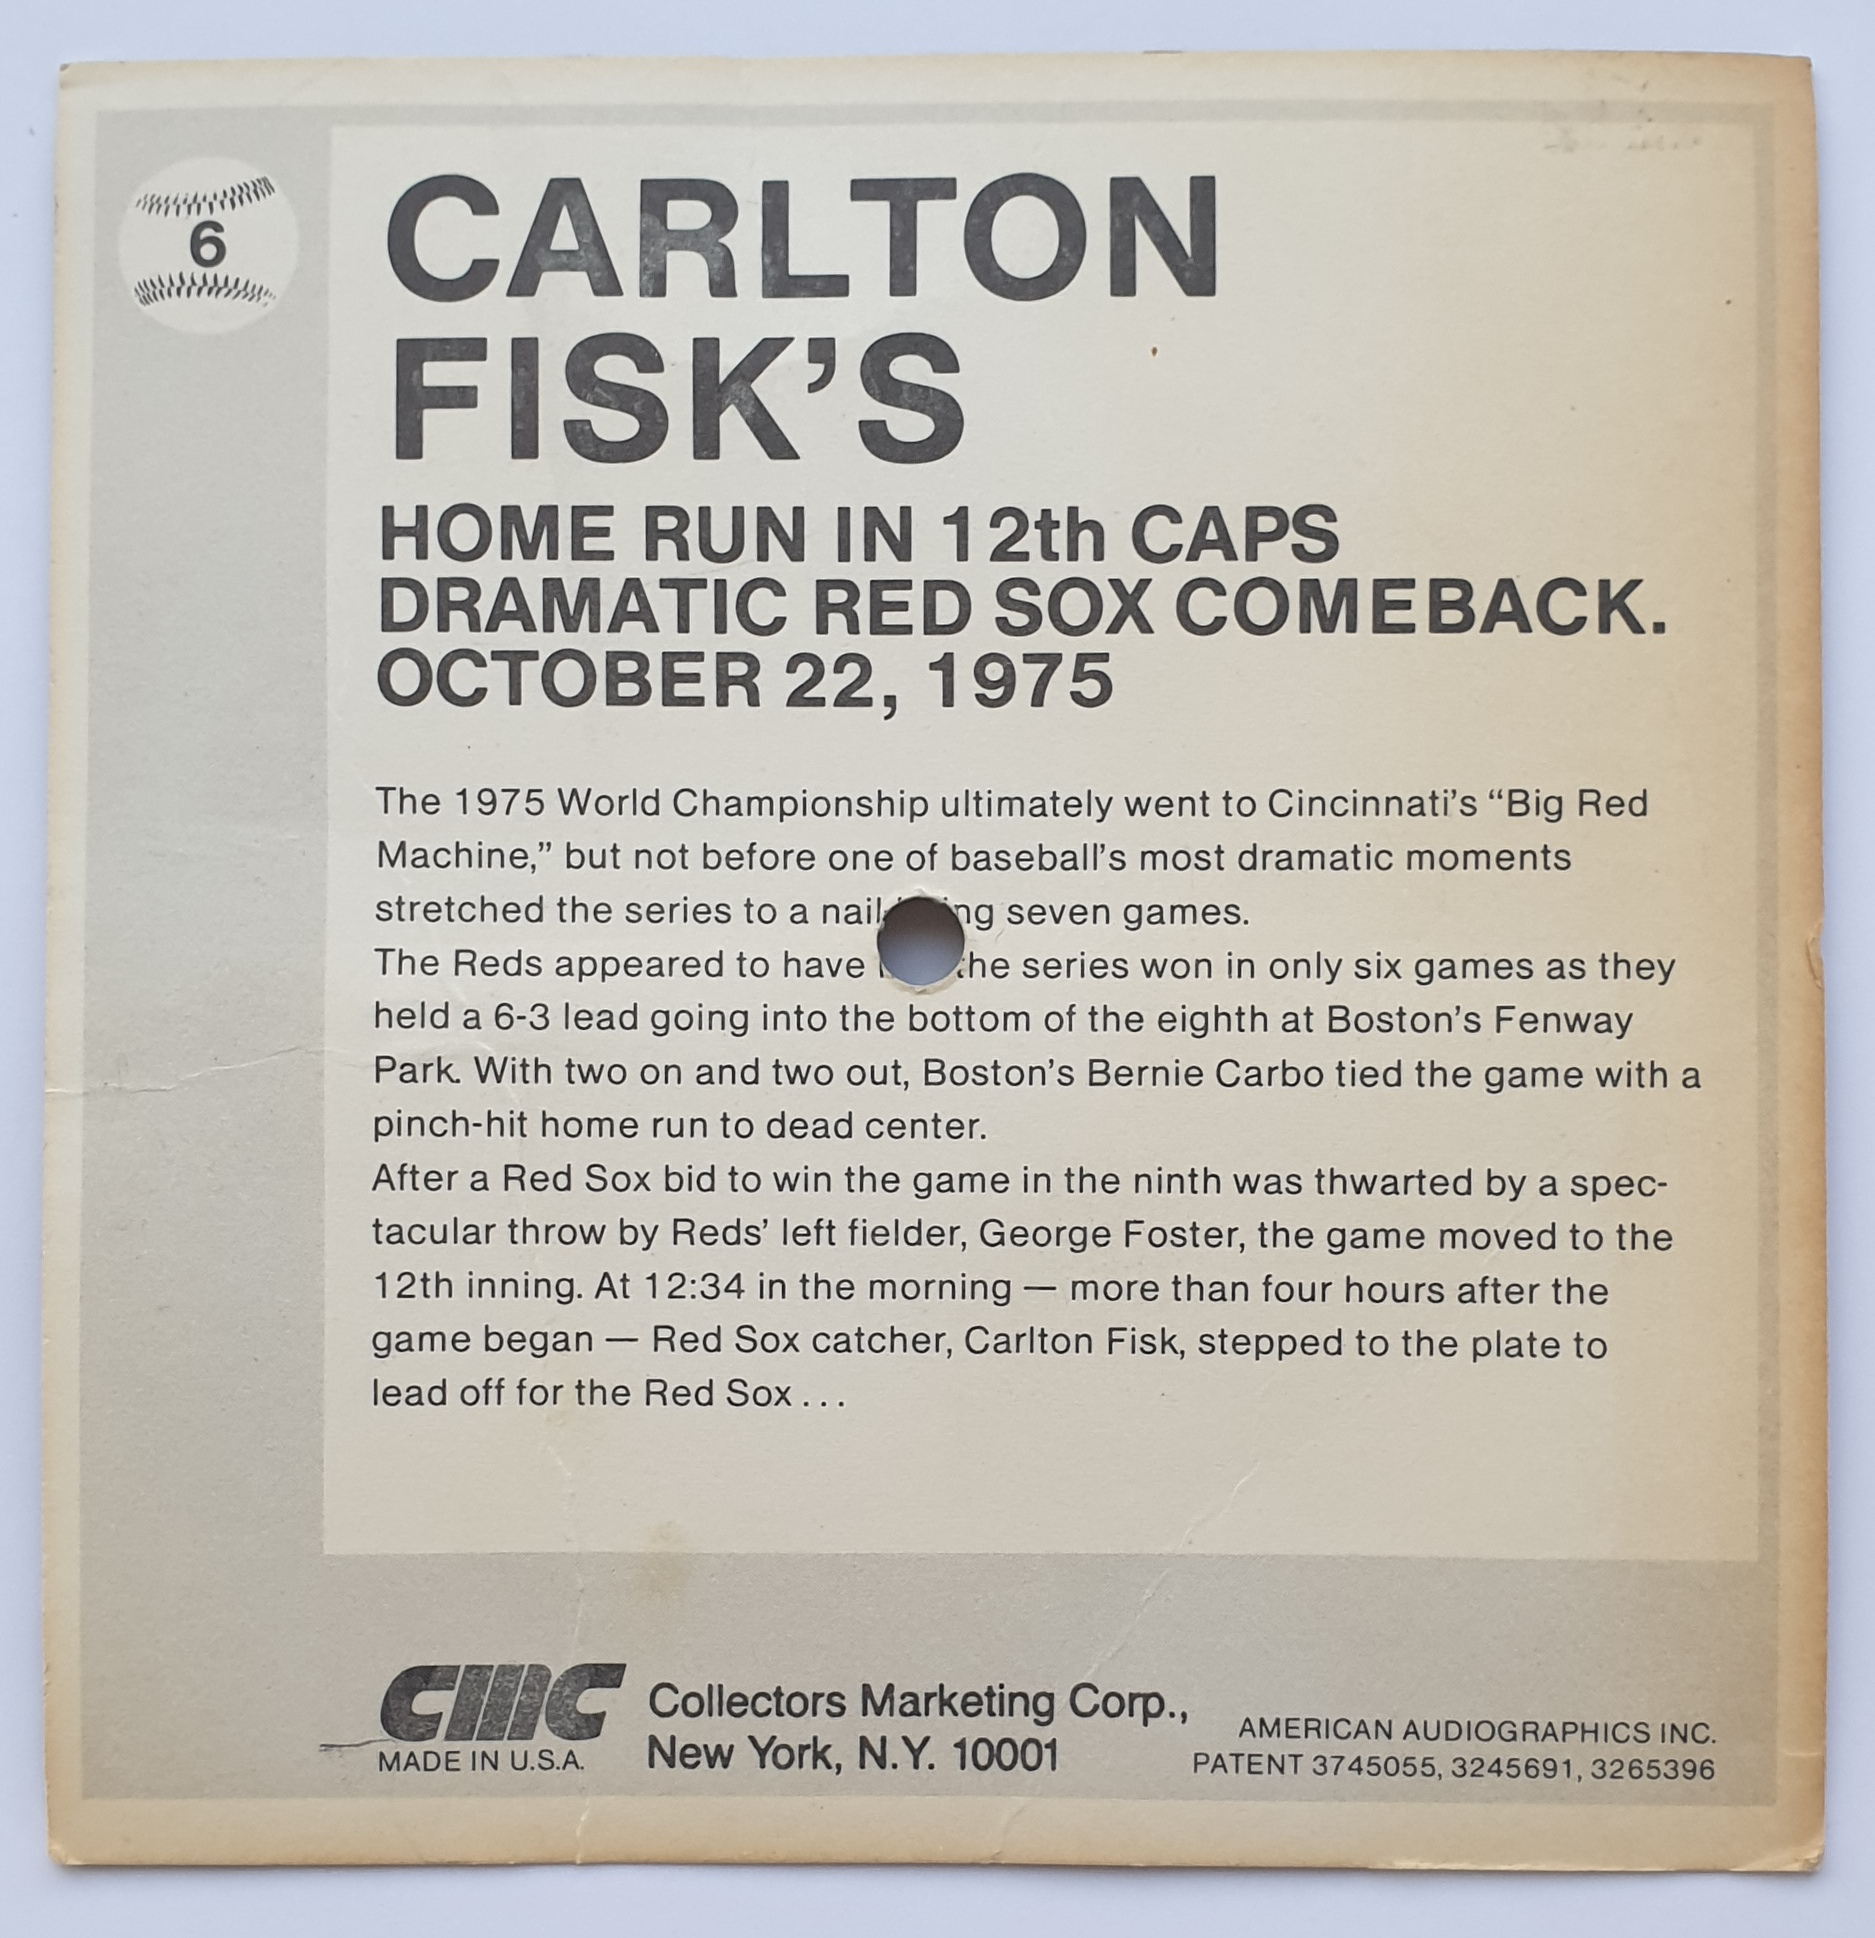 6
CARLTON
FISK'S
HOME RUN IN 12th CAPS
DRAMATIC RED SOX COMEBACK.
OCTOBER 22, 1975
The 1975 World Championship ultimately went to Cincinnati's “Big Red
Machine,” but not before one of baseball's most dramatic moments
stretched the series to a seven games.
The Reds appeared to have the series won in only six games as they
held a 6-3 lead going into the bottom of the eighth at Boston's Fenway
Park. With two on and two out, Boston's Bernie Carbo tied the game with a
pinch-hit home run to dead center.
After a Red Sox bid to win the game in the ninth was thwarted by a spec-
tacular throw by Reds' left fielder, George Foster, the game moved to the
12th inning. At 12:34 in the morning — more than four hours after the
game began — Red Sox catcher, Carlton Fisk, stepped to the plate to
lead off for the Red Sox . . .
CMC
MADE IN U.S.A.
Collectors Marketing Corp.,
New York, N.Y. 10001
AMERICAN AUDIOGRAPHICS INC.
PATENT 3745055, 3245691, 3265396